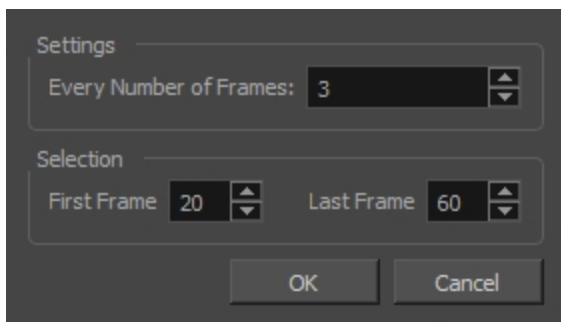 Settings
Every Number of Frames: 3
Selection
First Frame 20 Last Frame 60
OK Cancel